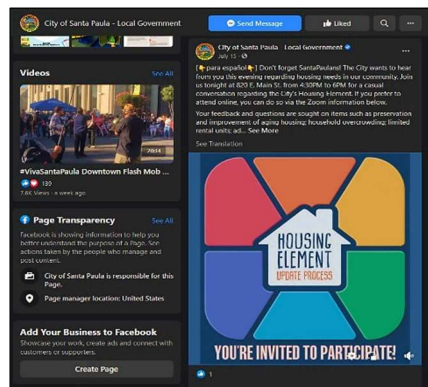 City of Santa Paula - Local Government
Send Message
Liked
Videos
See All
20:14
#VivaSantaPaula Downtown Flash Mob ...
139
7.8K Views · a week ago
Page Transparency
See All
Facebook is showing information to help you
better understand the purpose of a Page. See
actions taken by the people who manage and
post content.
City of Santa Paula is responsible for this
Page.
Page manager location: United States
Add Your Business to Facebook
Showcase your work, create ads and connect with
customers or supporters.
Create Page
City of Santa Paula - Local Government
July 15
[👇para español👇] Don't forget SantaPaulans! The City wants to hear
from you this evening regarding housing needs in our community. Join
us tonight at 820 E. Main St. from 4:30PM to 6PM for a casual
conversation regarding the City's Housing Element. If you prefer to
attend online, you can do so via the Zoom information below.
Your feedback and questions are sought on items such as preservation
and improvement of aging housing; household overcrowding; limited
rental units; ad... See More
See Translation
HOUSING
ELEMENT
UPDATE PROCESS
YOU'RE INVITED TO PARTICIPATE!
1